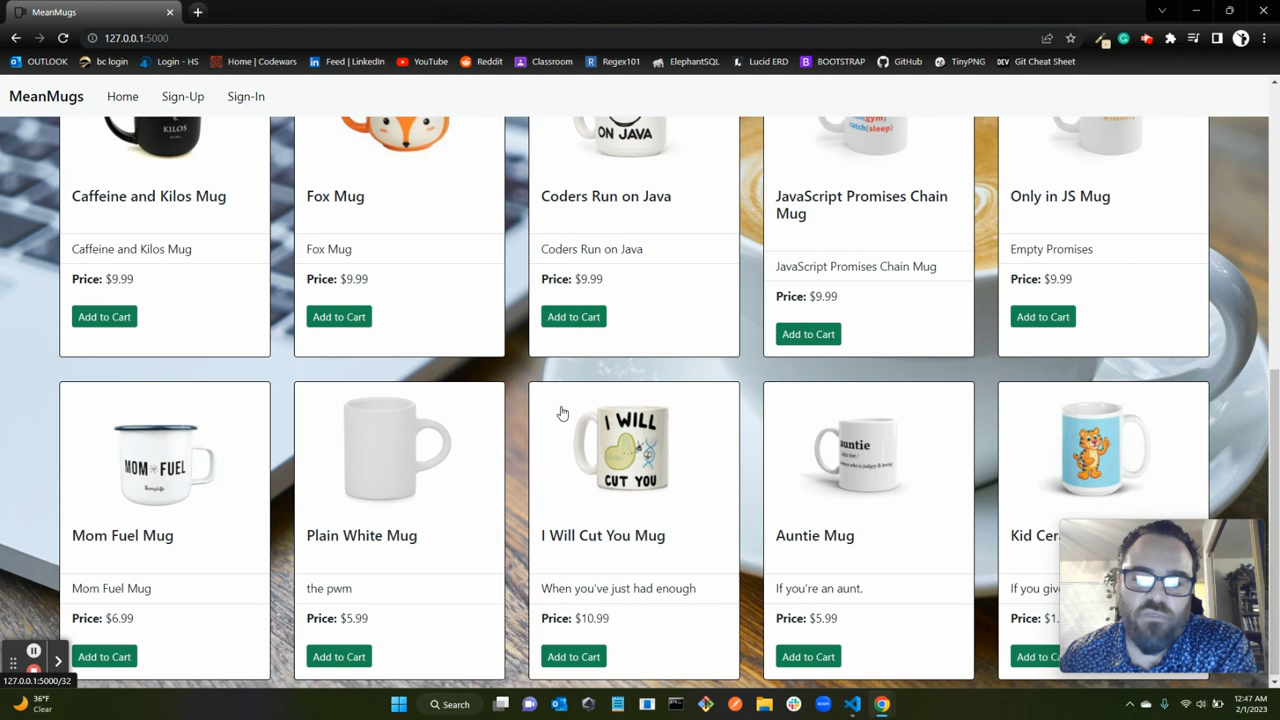 MeanMugs
127.0.0.1:5000
OUTLOOK bc login Login - HS Home | Codewars Feed | LinkedIn YouTube Reddit Classroom Regex101 ElephantSQL Lucid ERD BOOTSTRAP GitHub TinyPNG DEV Git Cheat Sheet
MeanMugs Home Sign-Up Sign-In
KILOS
ON JAVA
(gym)
catch(sleep)
Caffeine and Kilos Mug
Fox Mug
Coders Run on Java
JavaScript Promises Chain
Mug
Only in JS Mug
Caffeine and Kilos Mug
Fox Mug
Coders Run on Java
JavaScript Promises Chain Mug
Empty Promises
Price: $9.99
Price: $9.99
Price: $9.99
Price: $9.99
Price: $9.99
Add to Cart
Add to Cart
Add to Cart
Add to Cart
Add to Cart
MOM FUEL
I WILL
CUT YOU
auntie
Mom Fuel Mug
Plain White Mug
I Will Cut You Mug
Auntie Mug
Kid Cer
Mom Fuel Mug
the pwm
When you've just had enough
If you're an aunt.
If you giv
Price: $6.99
Price: $5.99
Price: $10.99
Price: $5.99
Price: $1.
Add to Cart
Add to Cart
Add to Cart
Add to Cart
Add to C
127.0.0.1:5000/32
36°F
Clear
Search
12:47 AM
2/1/2023